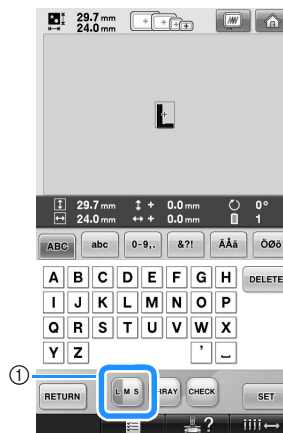 29.7 mm
24.0 mm
L
29.7 mm + 0.0 mm 0°
24.0 mm + 0.0 mm 1
ABC abc 0~9,. &?! ÄÅä ÖØö
A B C D E F G H DELETE
I J K L M N O P
Q R S T U V W X
Y Z ' _
①
RETURN L M S RRAY CHECK SET
?